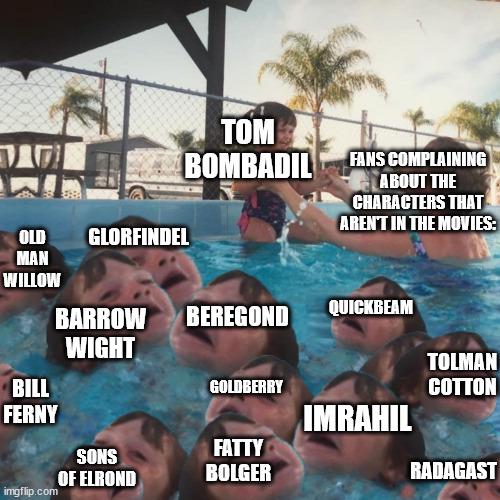 TOM
BOMBADIL
FANS COMPLAINING
ABOUT THE
CHARACTERS THAT
AREN'T IN THE MOVIES:
OLD
MAN
WILLOW
GLORFINDEL
BARROW
WIGHT
BEREGOND
QUICKBEAM
TOLMAN
COTTON
BILL
FERNY
GOLDBERRY
IMRAHIL
SONS
OF ELROND
FATTY
BOLGER
RADAGAST
imgflip.com